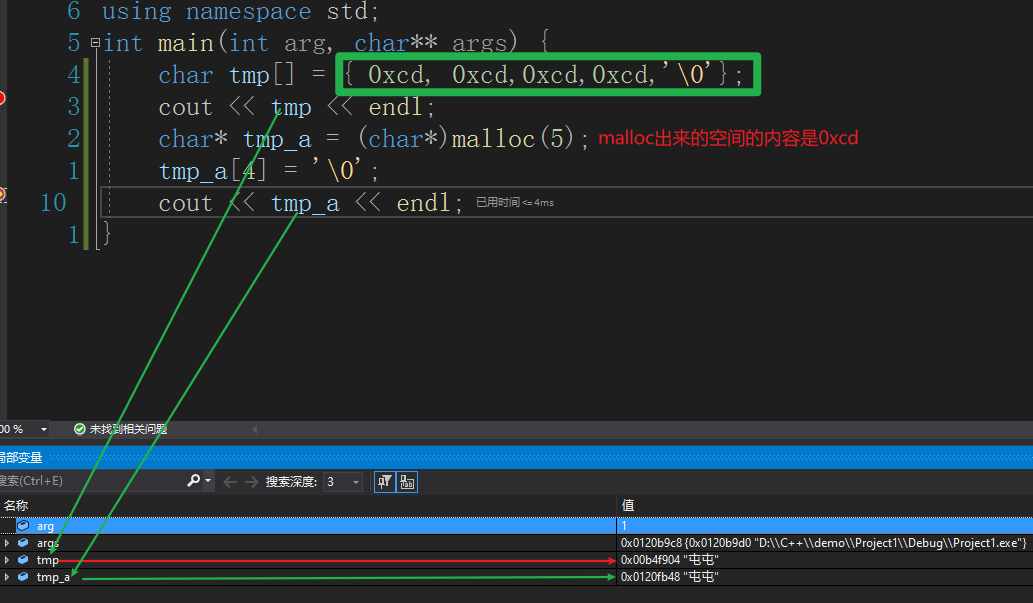 6 using namespace std;
5 int main(int arg, char** args) {
4 char tmp[] = { 0xcd, 0xcd,0xcd,0xcd,'\0'};
3 cout << tmp << endl;
2 char* tmp_a = (char*)malloc(5); malloc出来的空间的内容是0xcd
1 tmp_a[4] = '\0';
10 cout << tmp_a << endl; 已用时间<=4ms
1 }
00 % 未找到相关问题
局部变量
搜索(Ctrl+E) 搜索深度: 3
名称 值
arg 1
args 0x0120b9c8 {0x0120b9d0 "D:\\C++\\demo\\Project1\\Debug\\Project1.exe"}
tmp 0x00b4f904 "屯屯"
tmp_a 0x0120fb48 "屯屯"